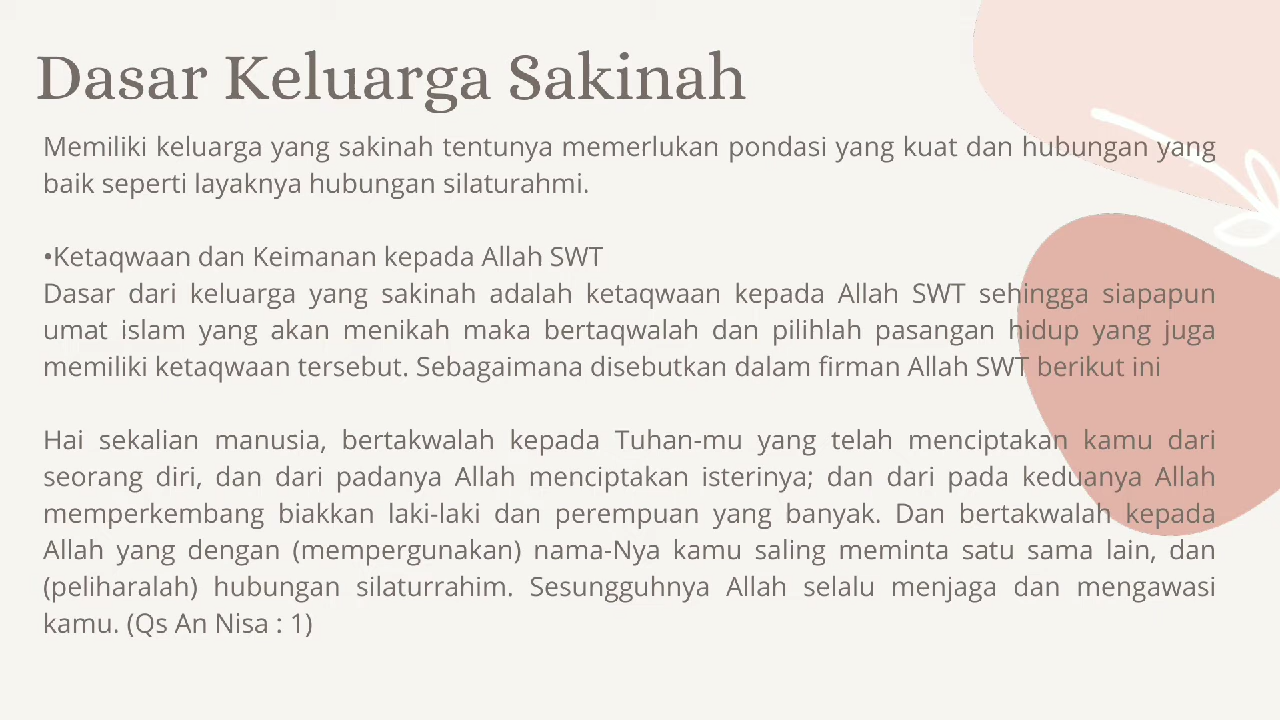 Dasar Keluarga Sakinah
Memiliki keluarga yang sakinah tentunya memerlukan pondasi yang kuat dan hubungan yang
baik seperti layaknya hubungan silaturahmi.
•Ketaqwaan dan Keimanan kepada Allah SWT
Dasar dari keluarga yang sakinah adalah ketaqwaan kepada Allah SWT sehingga siapapun
umat islam yang akan menikah maka bertaqwalah dan pilihlah pasangan hidup yang juga
memiliki ketaqwaan tersebut. Sebagaimana disebutkan dalam firman Allah SWT berikut ini
Hai sekalian manusia, bertakwalah kepada Tuhan-mu yang telah menciptakan kamu dari
seorang diri, dan dari padanya Allah menciptakan isterinya; dan dari pada keduanya Allah
memperkembang biakkan laki-laki dan perempuan yang banyak. Dan bertakwalah kepada
Allah yang dengan (mempergunakan) nama-Nya kamu saling meminta satu sama lain, dan
(peliharalah) hubungan silaturrahim. Sesungguhnya Allah selalu menjaga dan mengawasi
kamu. (Qs An Nisa : 1)